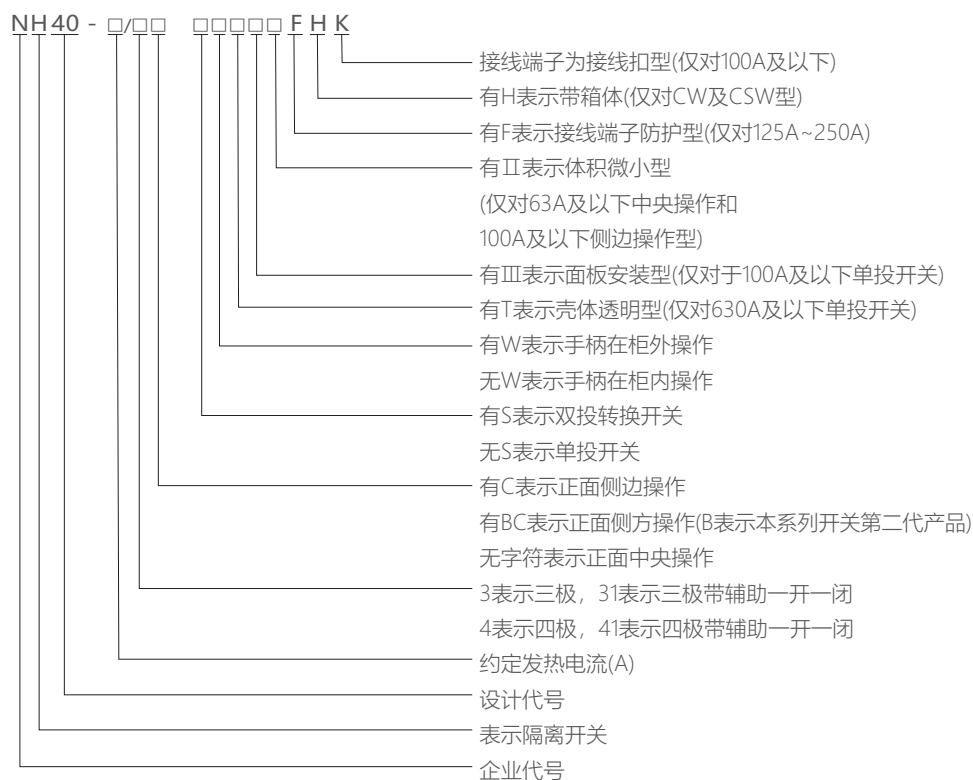 NH40 - □/□□ □□□□□ F H K
接线端子为接线扣型(仅对100A及以下)
有H表示带箱体(仅对CW及CSW型)
有F表示接线端子防护型(仅对125A~250A)
有Ⅱ表示体积微小型
(仅对63A及以下中央操作和
100A及以下侧边操作型)
有Ⅲ表示面板安装型(仅对于100A及以下单投开关)
有T表示壳体透明型(仅对630A及以下单投开关)
有W表示手柄在柜外操作
无W表示手柄在柜内操作
有S表示双投转换开关
无S表示单投开关
有C表示正面侧边操作
有BC表示正面侧方操作(B表示本系列开关第二代产品)
无字符表示正面中央操作
3表示三极，31表示三极带辅助一开一闭
4表示四极，41表示四极带辅助一开一闭
约定发热电流(A)
设计代号
表示隔离开关
企业代号